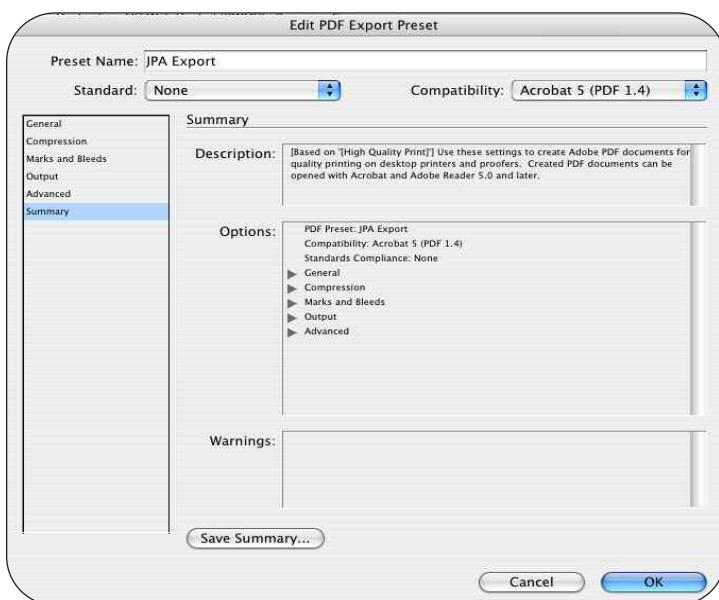 Edit PDF Export Preset
Preset Name: JPA Export
Standard: None Compatibility: Acrobat 5 (PDF 1.4)
General
Compression
Marks and Bleeds
Output
Advanced
Summary
Summary
Description: [Based on '[High Quality Print]'] Use these settings to create Adobe PDF documents for
quality printing on desktop printers and proofers. Created PDF documents can be
opened with Acrobat and Adobe Reader 5.0 and later.
Options: PDF Preset: JPA Export
Compatibility: Acrobat 5 (PDF 1.4)
Standards Compliance: None
General
Compression
Marks and Bleeds
Output
Advanced
Warnings:
Save Summary...
Cancel OK